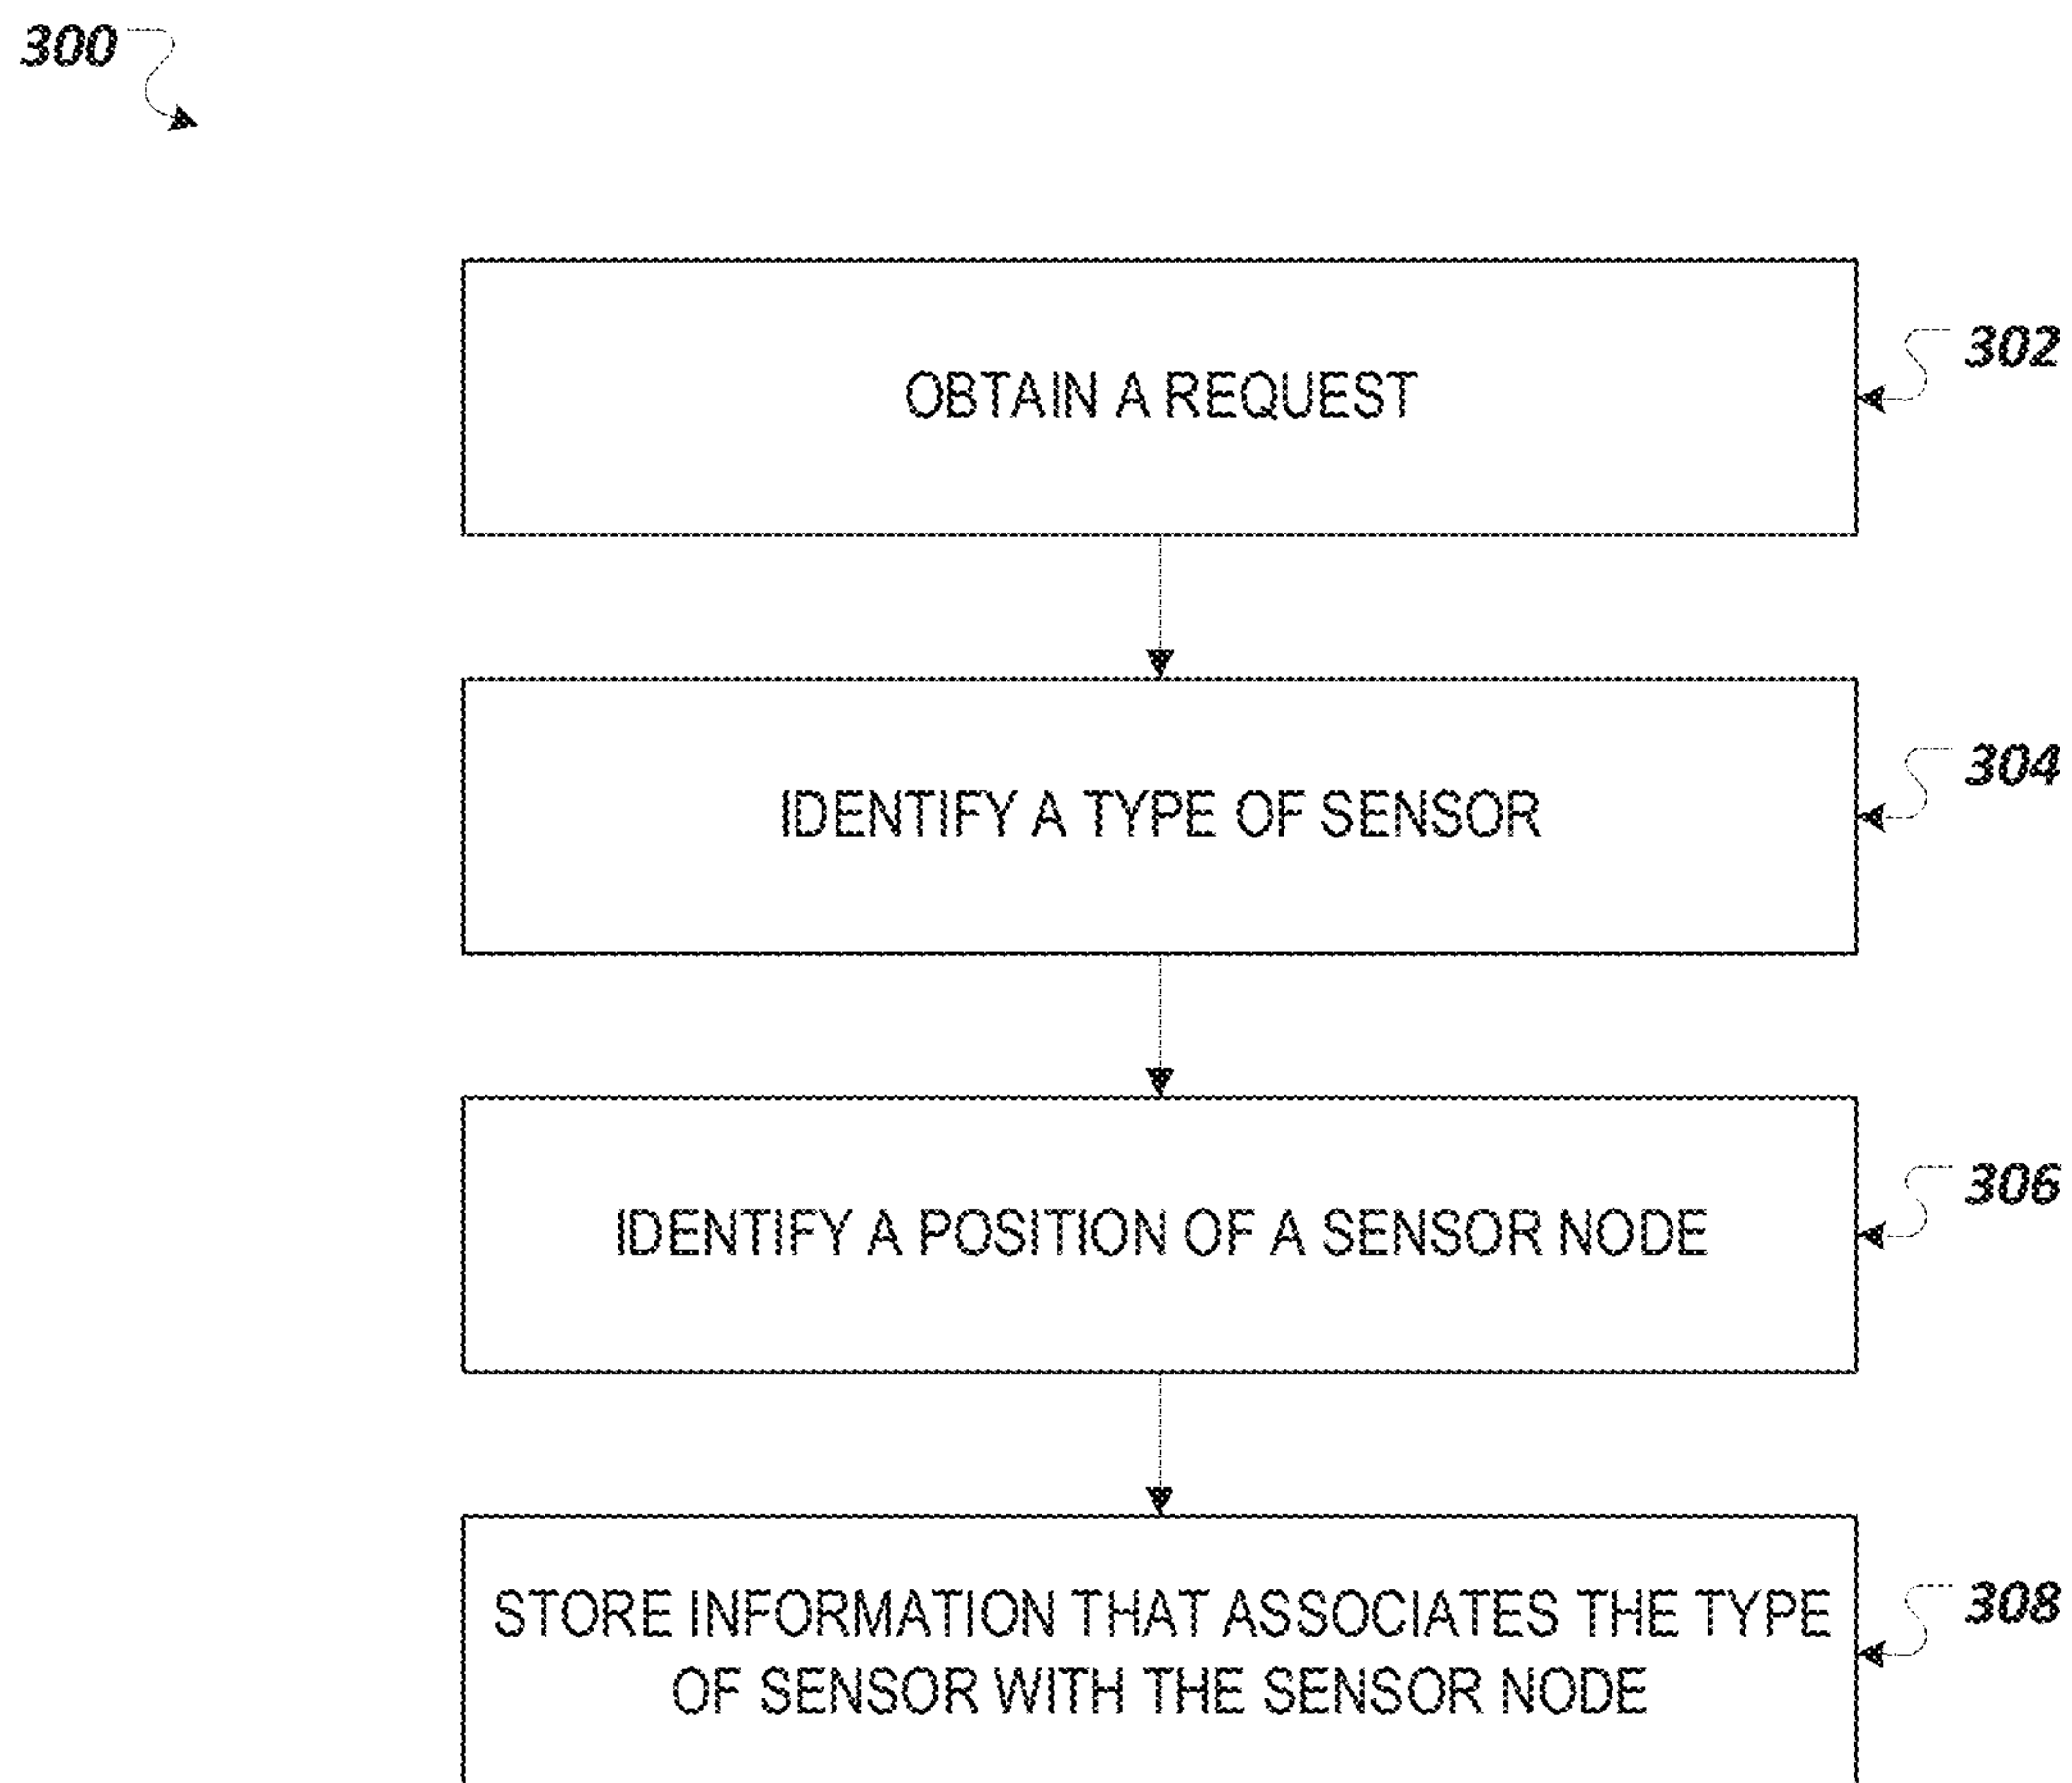 300
OBTAIN A REQUEST
302
IDENTIFY A TYPE OF SENSOR
304
IDENTIFY A POSITION OF A SENSOR NODE
306
STORE INFORMATION THAT ASSOCIATES THE TYPE
OF SENSOR WITH THE SENSOR NODE
308